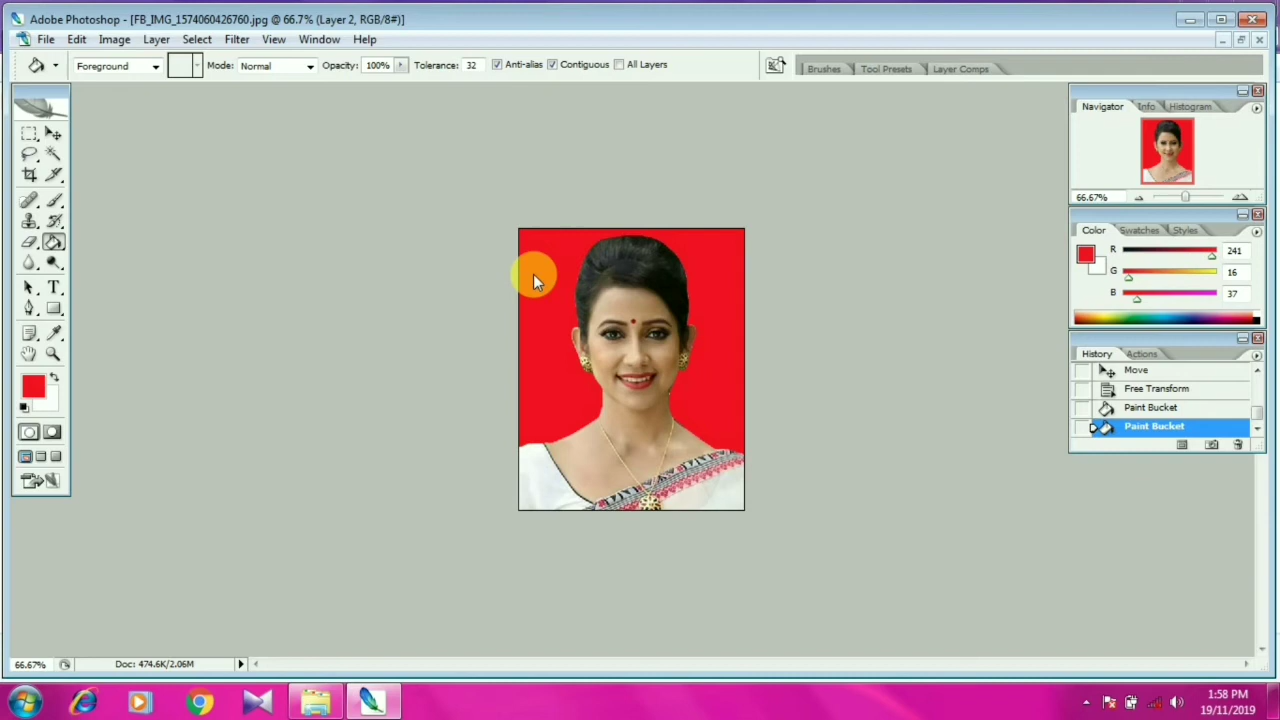 Adobe Photoshop - [FB_IMG_1574060426760.jpg @ 66.7% (Layer 2, RGB/8#)]
File Edit Image Layer Select Filter View Window Help
Foreground Mode: Normal Opacity: 100% Tolerance: 32 Anti-alias Contiguous All Layers
Brushes Tool Presets Layer Comps
Navigator Info Histogram
66.67%
Color Swatches Styles
R 241
G 16
B 37
History Actions
Move
Free Transform
Paint Bucket
Paint Bucket
66.67% Doc: 474.6K/2.06M
1:58 PM
19/11/2019